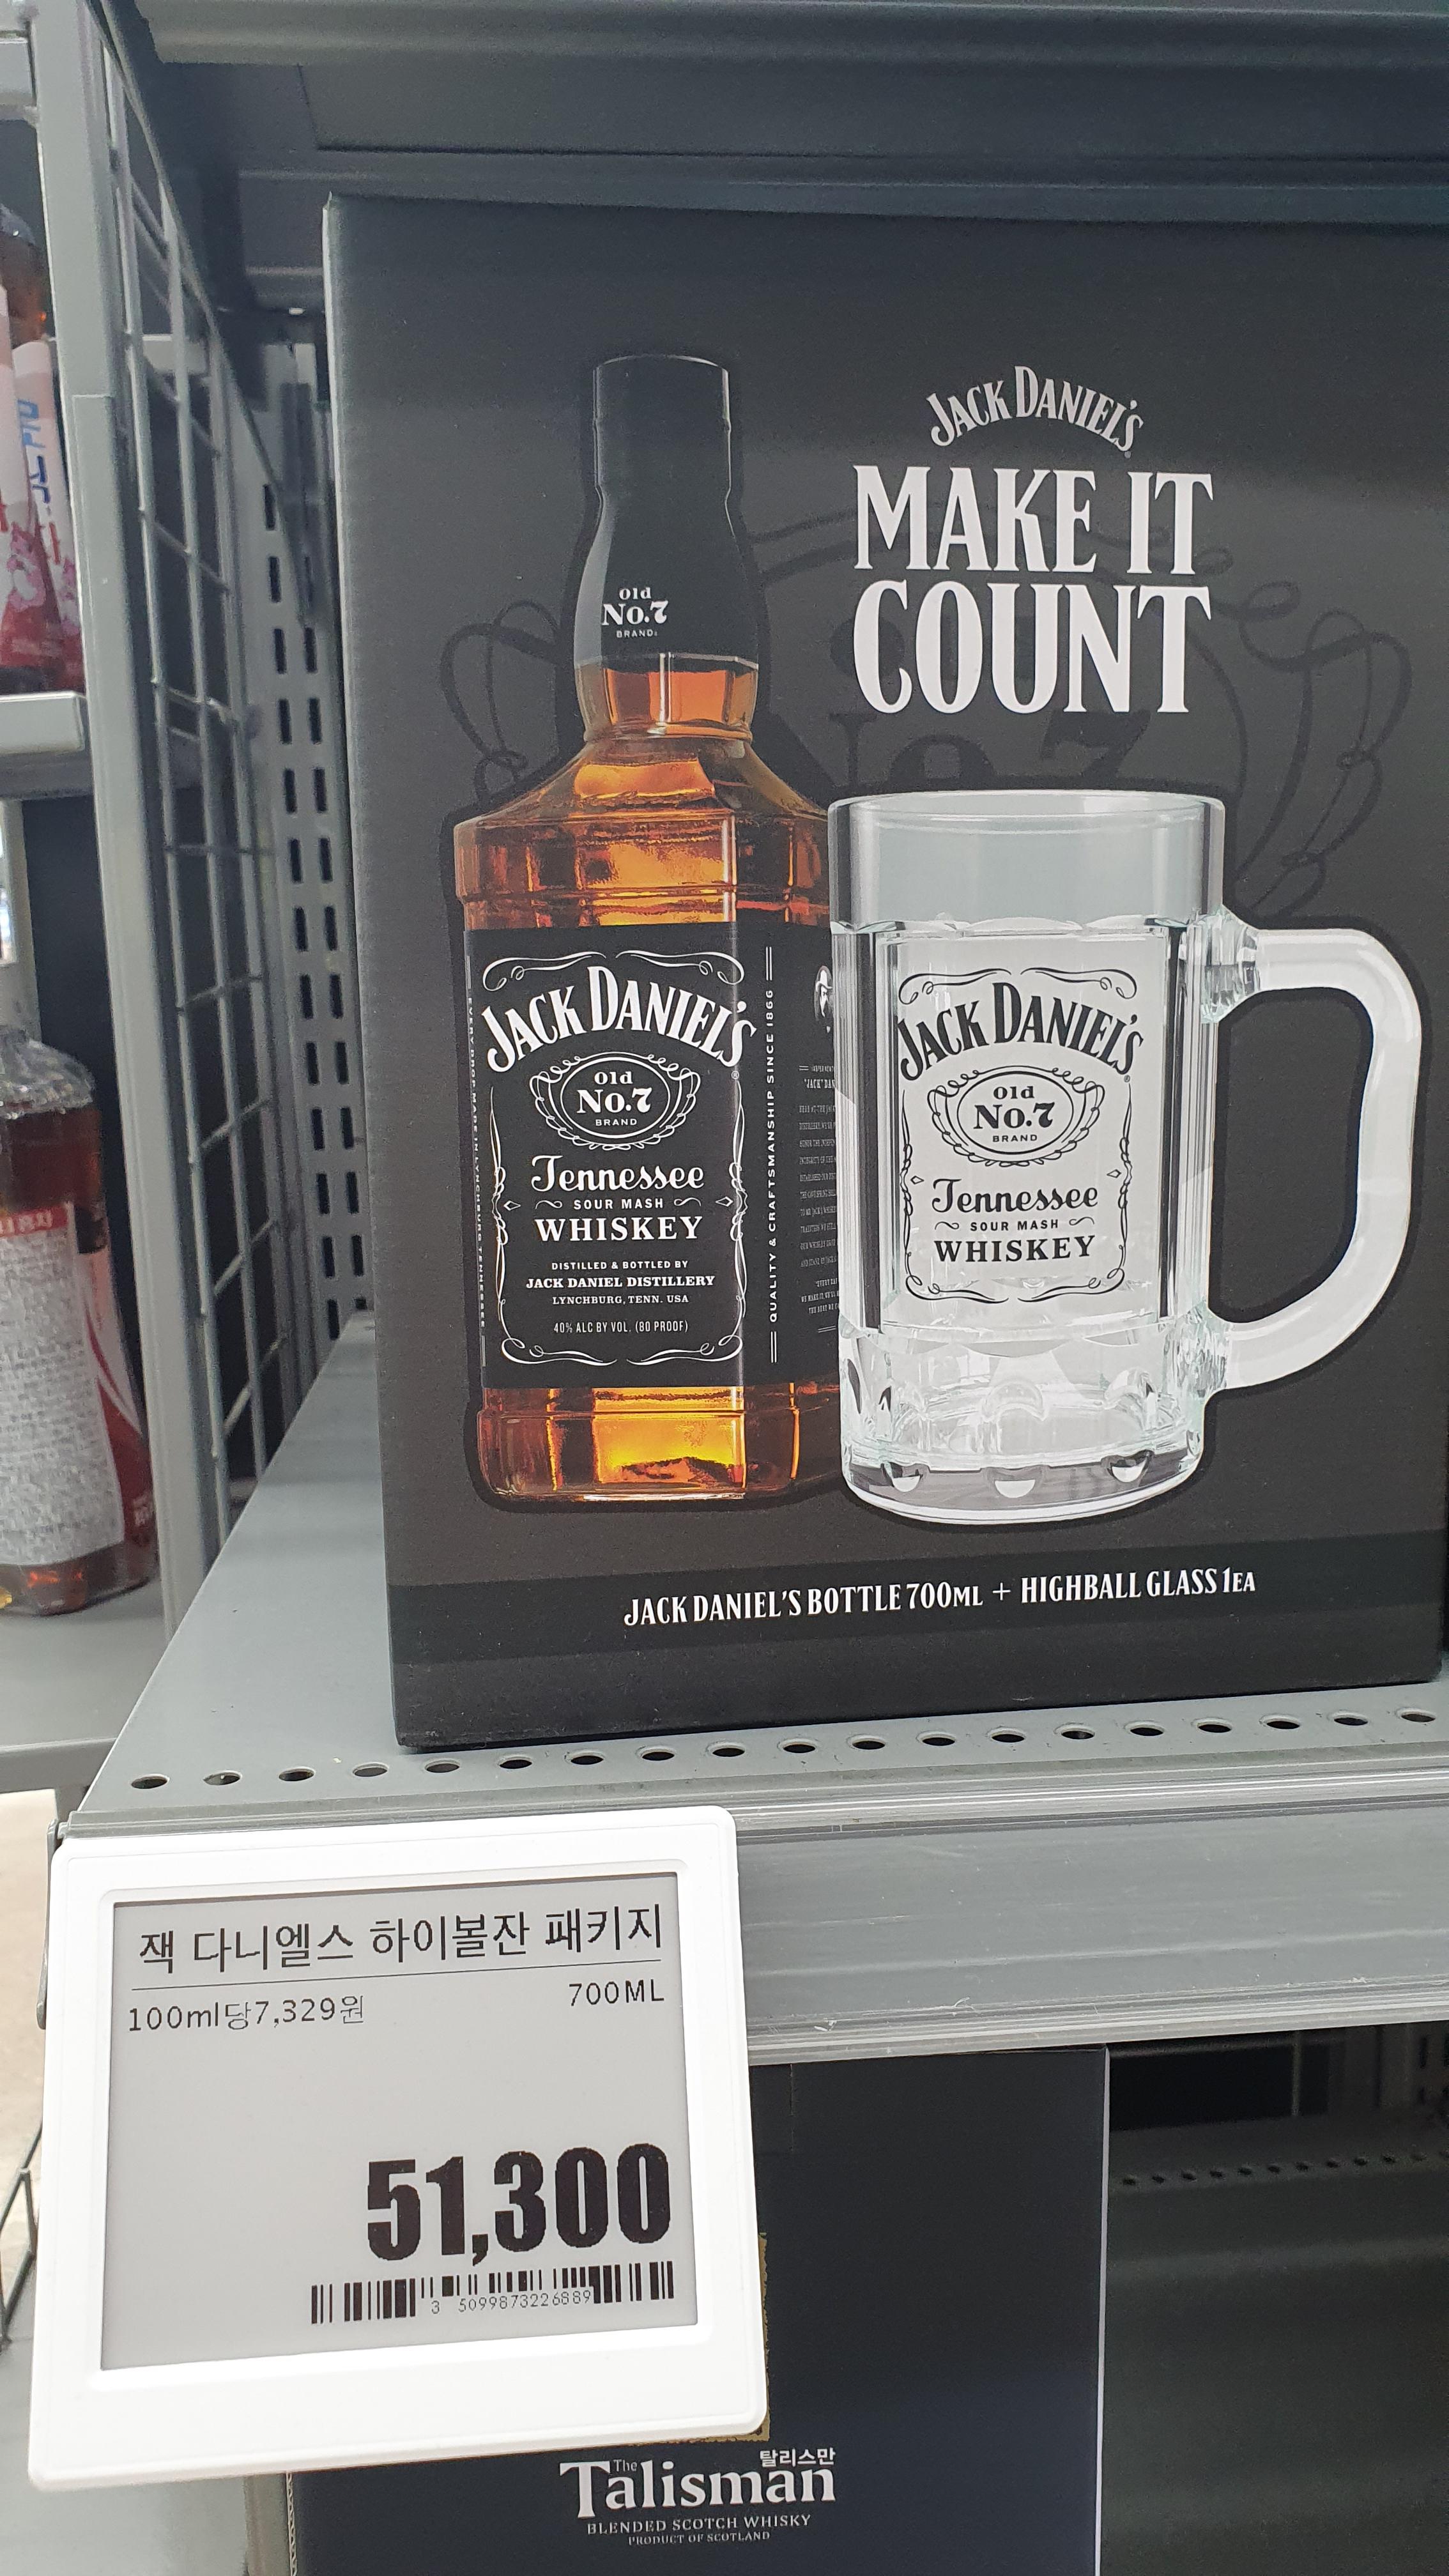 JACK DANIEL'S
MAKE IT
COUNT
Old
No.7
BRAND
JACK DANIEL'S
Old
No.7
BRAND
Tennessee
SOUR MASH
WHISKEY
DISTILLED & BOTTLED BY
JACK DANIEL DISTILLERY
LYNCHBURG, TENN. USA
40% ALC BY VOL. (80 PROOF)
QUALITY & CRAFTSMANSHIP SINCE 1866
JACK DANIEL'S
Old
No.7
BRAND
Tennessee
SOUR MASH
WHISKEY
JACK DANIEL'S BOTTLE 700ML + HIGHBALL GLASS 1EA
잭 다니엘스 하이볼잔 패키지
100ml당7,329원 700ML
51,300
3 5099873226889
The 탈리스만
Talisman
BLENDED SCOTCH WHISKY
PRODUCT OF SCOTLAND